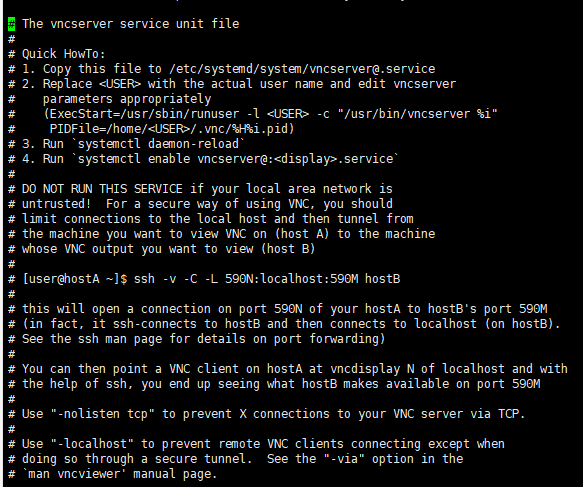 # The vncserver service unit file
#
# Quick HowTo:
# 1. Copy this file to /etc/systemd/system/vncserver@.service
# 2. Replace <USER> with the actual user name and edit vncserver
#    parameters appropriately
#    (ExecStart=/usr/sbin/runuser -l <USER> -c "/usr/bin/vncserver %i"
#     PIDFile=/home/<USER>/.vnc/%H%i.pid)
# 3. Run `systemctl daemon-reload`
# 4. Run `systemctl enable vncserver@:<display>.service`
#
# DO NOT RUN THIS SERVICE if your local area network is
# untrusted!  For a secure way of using VNC, you should
# limit connections to the local host and then tunnel from
# the machine you want to view VNC on (host A) to the machine
# whose VNC output you want to view (host B)
#
# [user@hostA ~]$ ssh -v -C -L 590N:localhost:590M hostB
#
# this will open a connection on port 590N of your hostA to hostB's port 590M
# (in fact, it ssh-connects to hostB and then connects to localhost (on hostB).
# See the ssh man page for details on port forwarding)
#
# You can then point a VNC client on hostA at vncdisplay N of localhost and with
# the help of ssh, you end up seeing what hostB makes available on port 590M
#
# Use "-nolisten tcp" to prevent X connections to your VNC server via TCP.
#
# Use "-localhost" to prevent remote VNC clients connecting except when
# doing so through a secure tunnel.  See the "-via" option in the
# `man vncviewer' manual page.